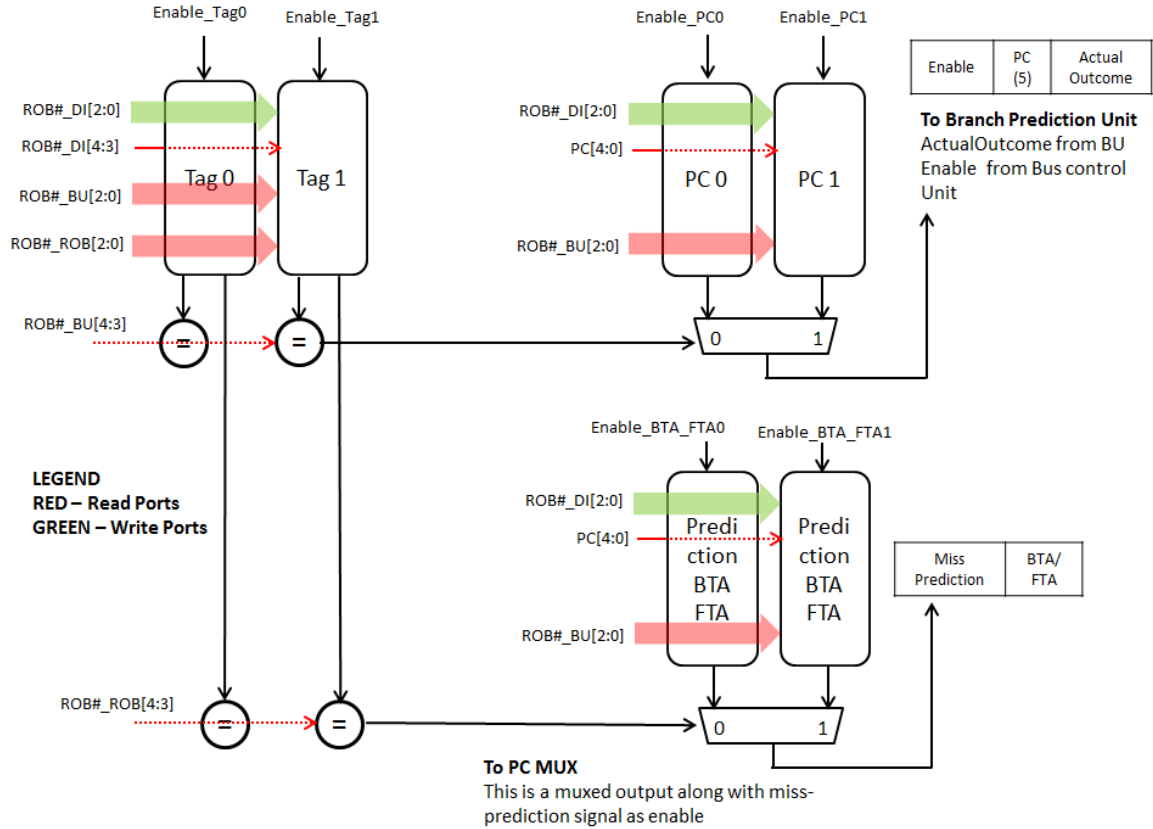 Enable_Tag0
Enable_Tag1
Enable_PC0
Enable_PC1
ROB#_DI[2:0]
ROB#_DI[4:3]
ROB#_BU[2:0]
ROB#_ROB[2:0]
Tag 0
Tag 1
ROB#_BU[4:3]
=
=
ROB#_DI[2:0]
PC[4:0]
ROB#_BU[2:0]
PC 0
PC 1
0
1
Enable
PC
(5)
Actual
Outcome
To Branch Prediction Unit
ActualOutcome from BU
Enable from Bus control
Unit
LEGEND
RED – Read Ports
GREEN – Write Ports
Enable_BTA_FTA0
Enable_BTA_FTA1
ROB#_DI[2:0]
PC[4:0]
ROB#_BU[2:0]
Predi
ction
BTA
FTA
Predi
ction
BTA
FTA
Miss
Prediction
BTA/
FTA
ROB#_ROB[4:3]
=
=
0
1
To PC MUX
This is a muxed output along with miss-
prediction signal as enable